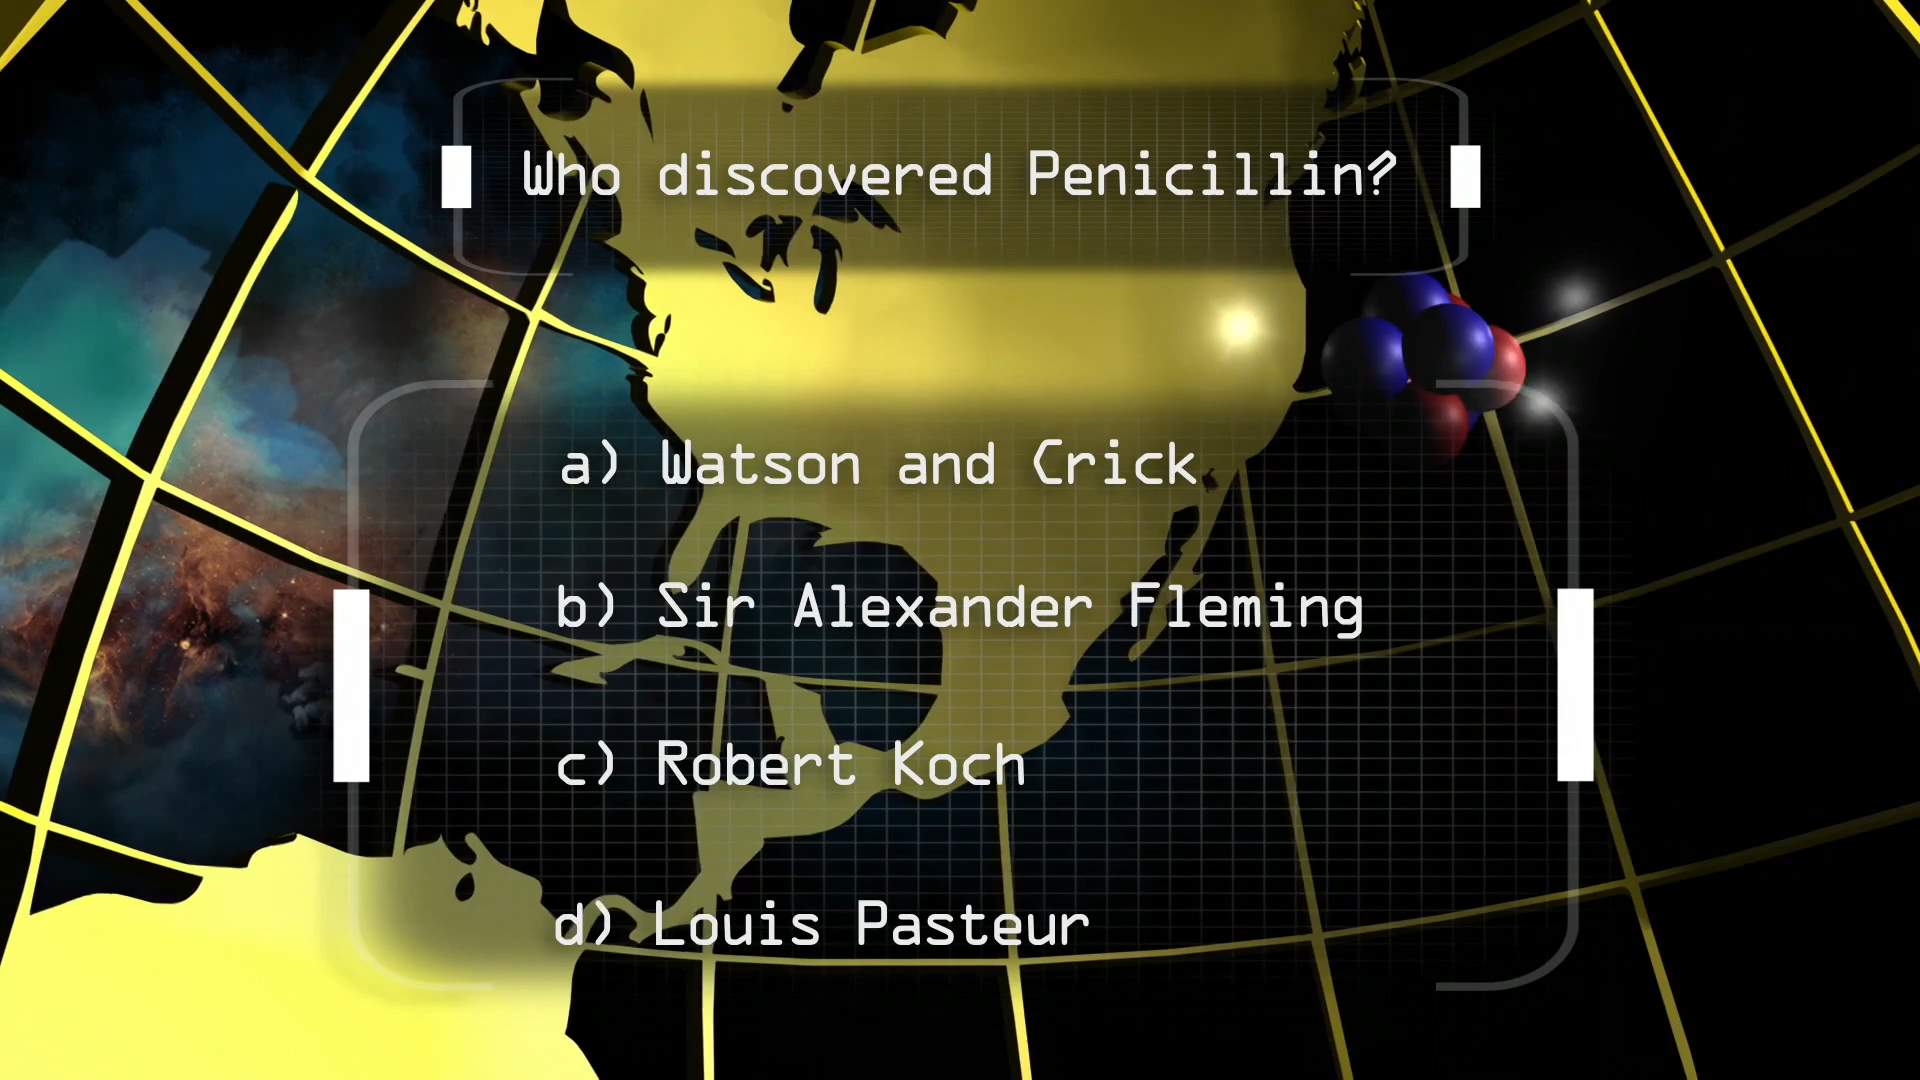 Who discovered Penicillin?
a) Watson and Crick
b) Sir Alexander Fleming
c) Robert Koch
d) Louis Pasteur